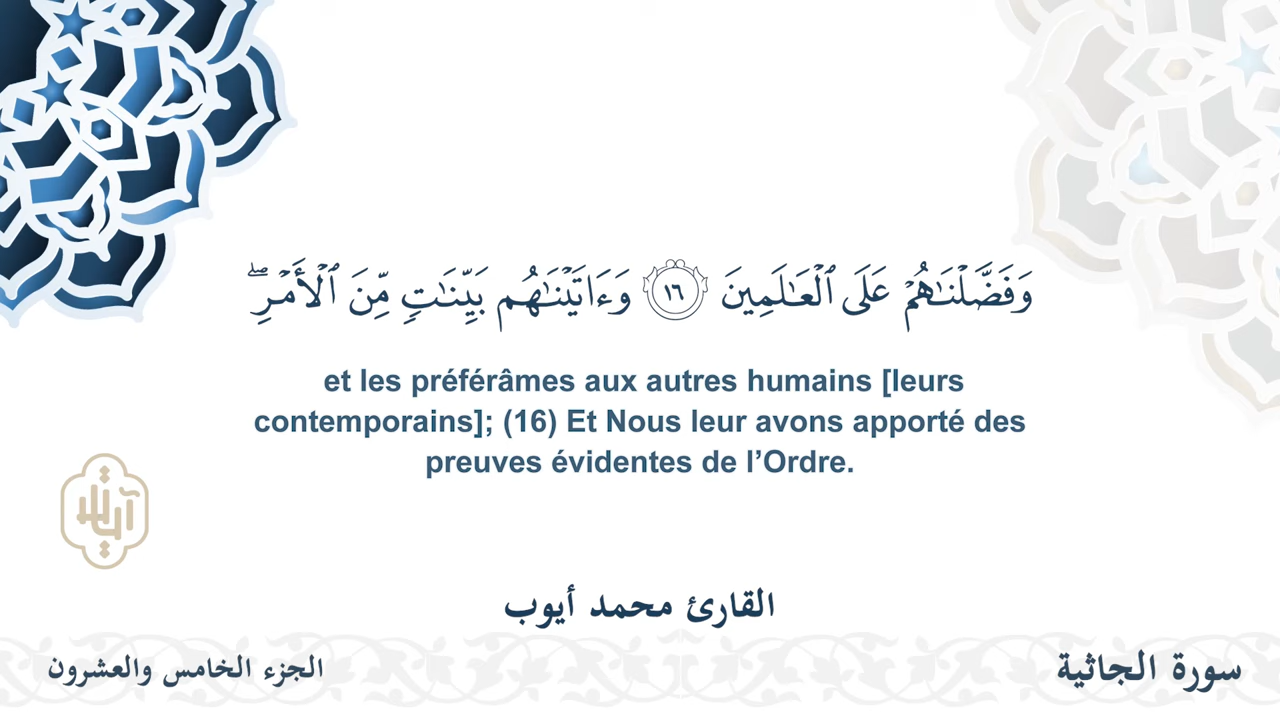 وَفَضَّلْنَٰهُمْ عَلَى ٱلْعَٰلَمِينَ ١٦ وَءَاتَيْنَٰهُم بَيِّنَٰتٍ مِّنَ ٱلْأَمْرِ ۖ
et les préférâmes aux autres humains [leurs
contemporains]; (16) Et Nous leur avons apporté des
preuves évidentes de l’Ordre.
آيات
القارئ محمد أيوب
سورة الجاثية
الجزء الخامس والعشرون